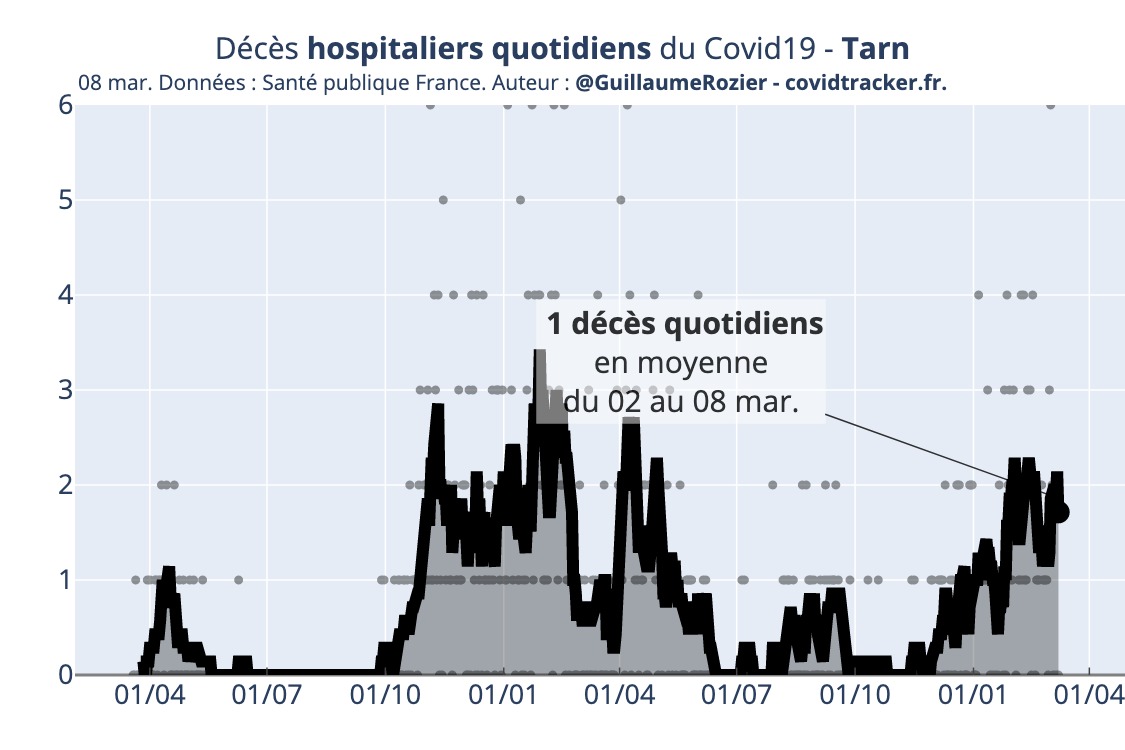 Décès hospitaliers quotidiens du Covid19 - Tarn
08 mar. Données : Santé publique France. Auteur : @GuillaumeRozier - covidtracker.fr.
6
5
4
1 décès quotidiens
en moyenne
3
du 02 au 08 mar.
2
1
0
01/04 01/07 01/10 01/01 01/04 01/07 01/10 01/01 01/04